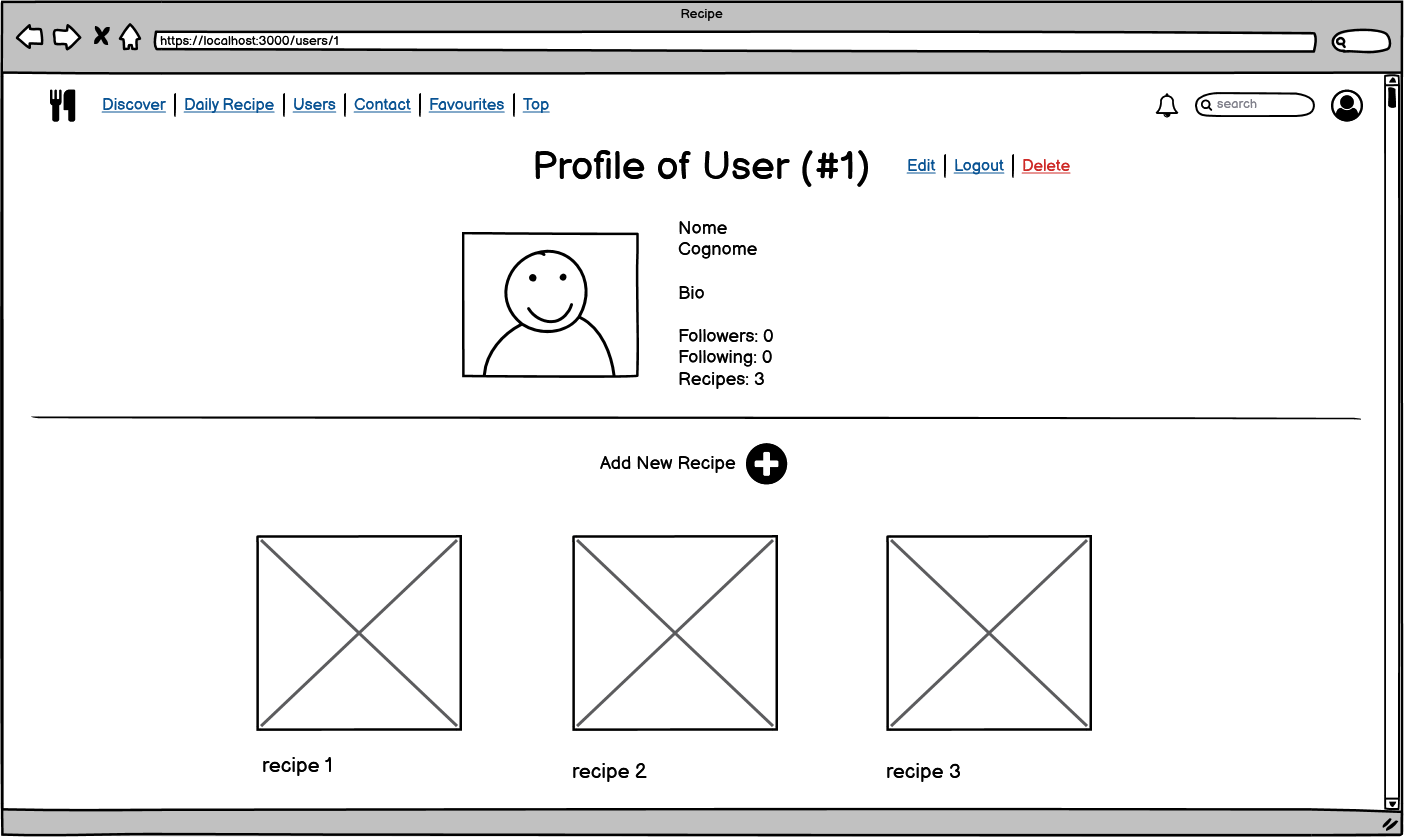 Recipe
https://localhost:3000/users/1
Discover | Daily Recipe | Users | Contact | Favourites | Top
search
Profile of User (#1)
Edit | Logout | Delete
Nome
Cognome
Bio
Followers: 0
Following: 0
Recipes: 3
Add New Recipe
recipe 1
recipe 2
recipe 3